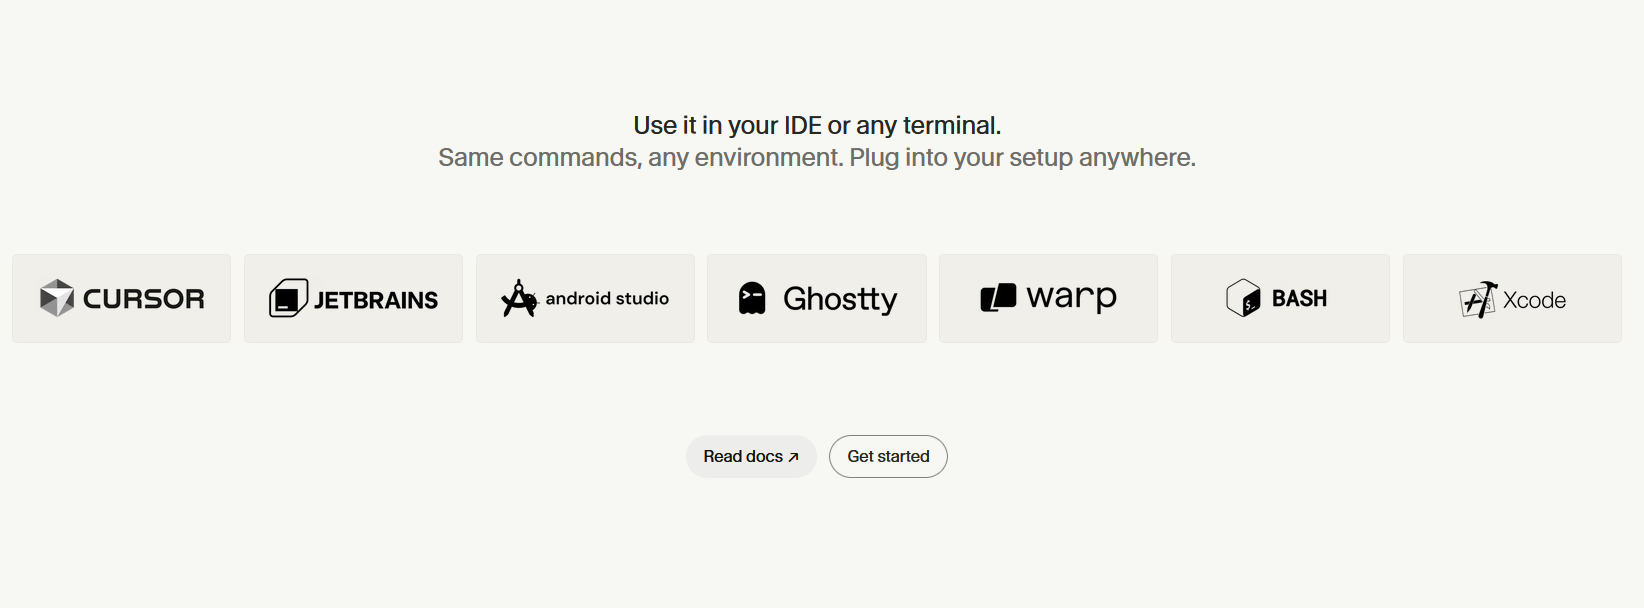 Use it in your IDE or any terminal.
Same commands, any environment. Plug into your setup anywhere.
CURSOR
JETBRAINS
android studio
Ghostty
warp
BASH
Xcode
Read docs ↗
Get started